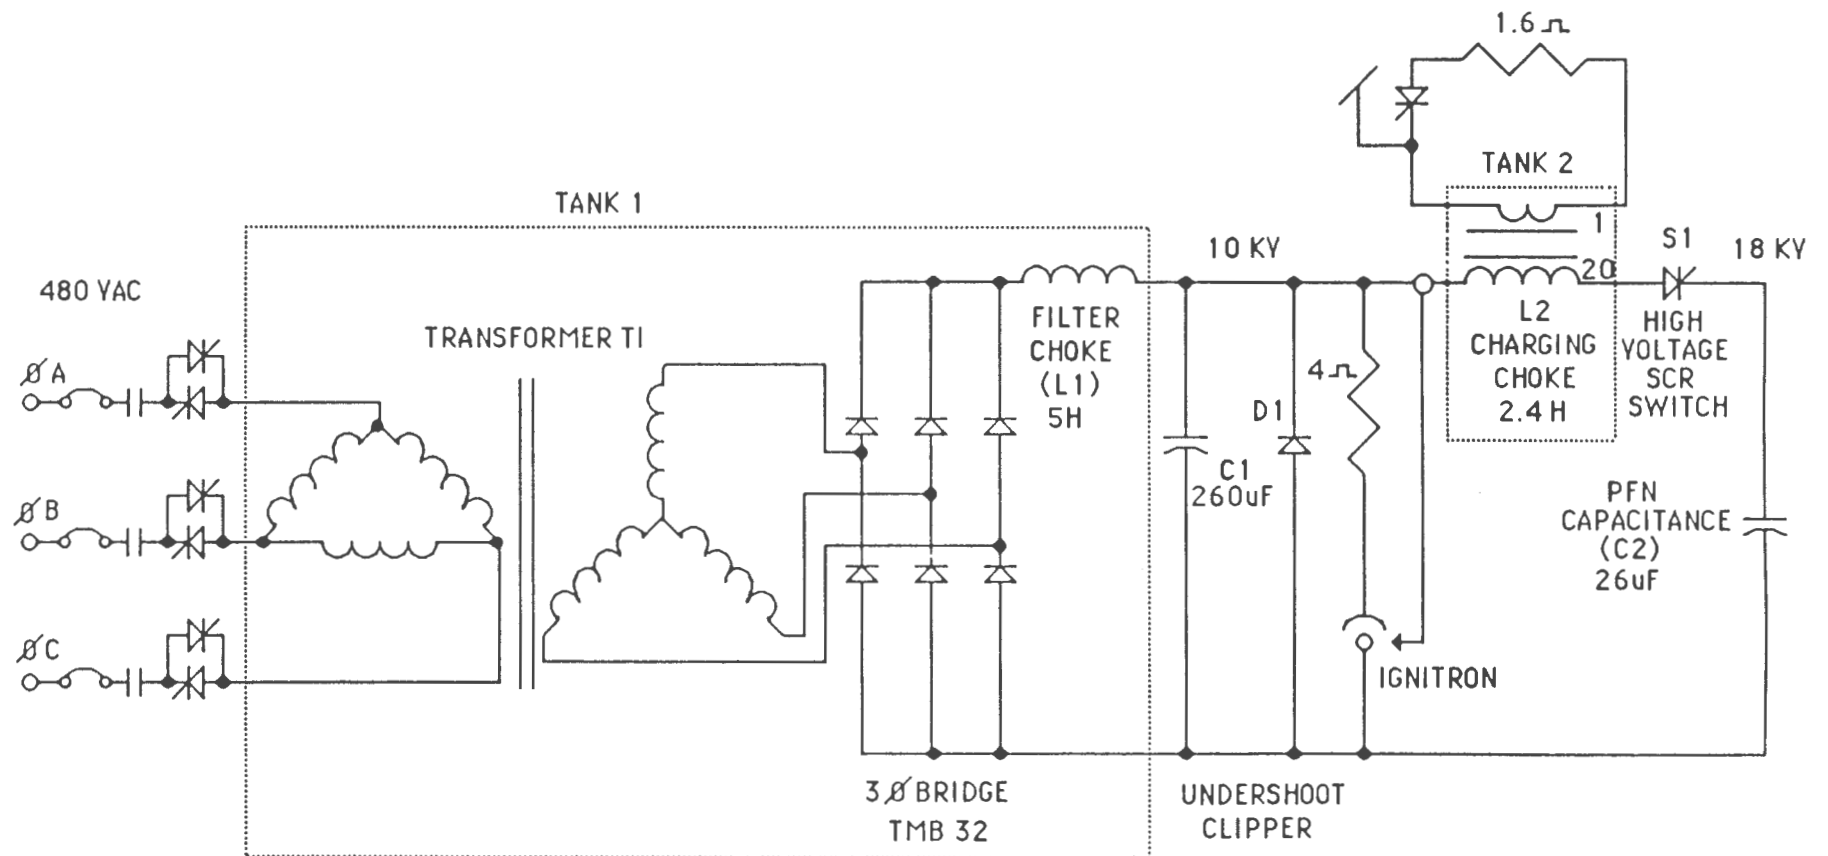 1.6 Ω
TANK 2
TANK 1
1
10 KV
S1
18 KV
20
480 VAC
L2
CHARGING
CHOKE
2.4 H
HIGH
VOLTAGE
SCR
SWITCH
FILTER
CHOKE
(L1)
5H
TRANSFORMER T1
ØA
4Ω
D1
C1
260uF
PFN
CAPACITANCE
(C2)
26uF
ØB
ØC
IGNITRON
3Ø BRIDGE
TMB 32
UNDERSHOOT
CLIPPER